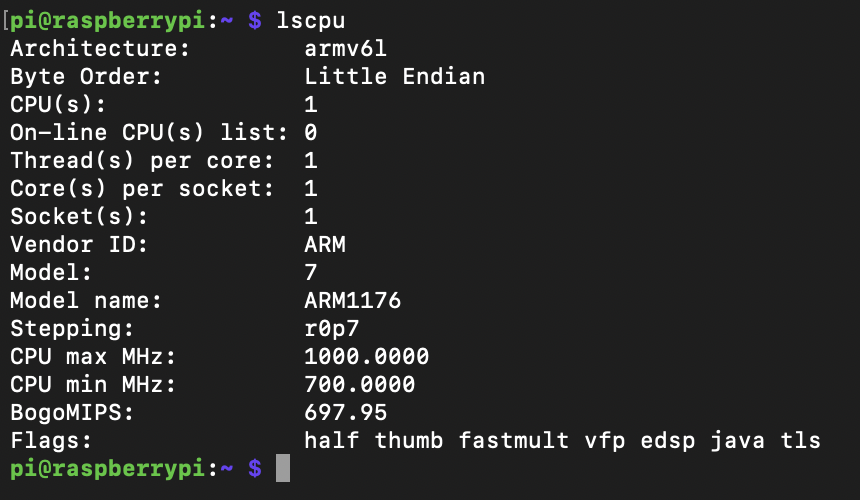 [pi@raspberrypi:~ $ lscpu
Architecture: armv6l
Byte Order: Little Endian
CPU(s): 1
On-line CPU(s) list: 0
Thread(s) per core: 1
Core(s) per socket: 1
Socket(s): 1
Vendor ID: ARM
Model: 7
Model name: ARM1176
Stepping: r0p7
CPU max MHz: 1000.0000
CPU min MHz: 700.0000
BogoMIPS: 697.95
Flags: half thumb fastmult vfp edsp java tls
pi@raspberrypi:~ $